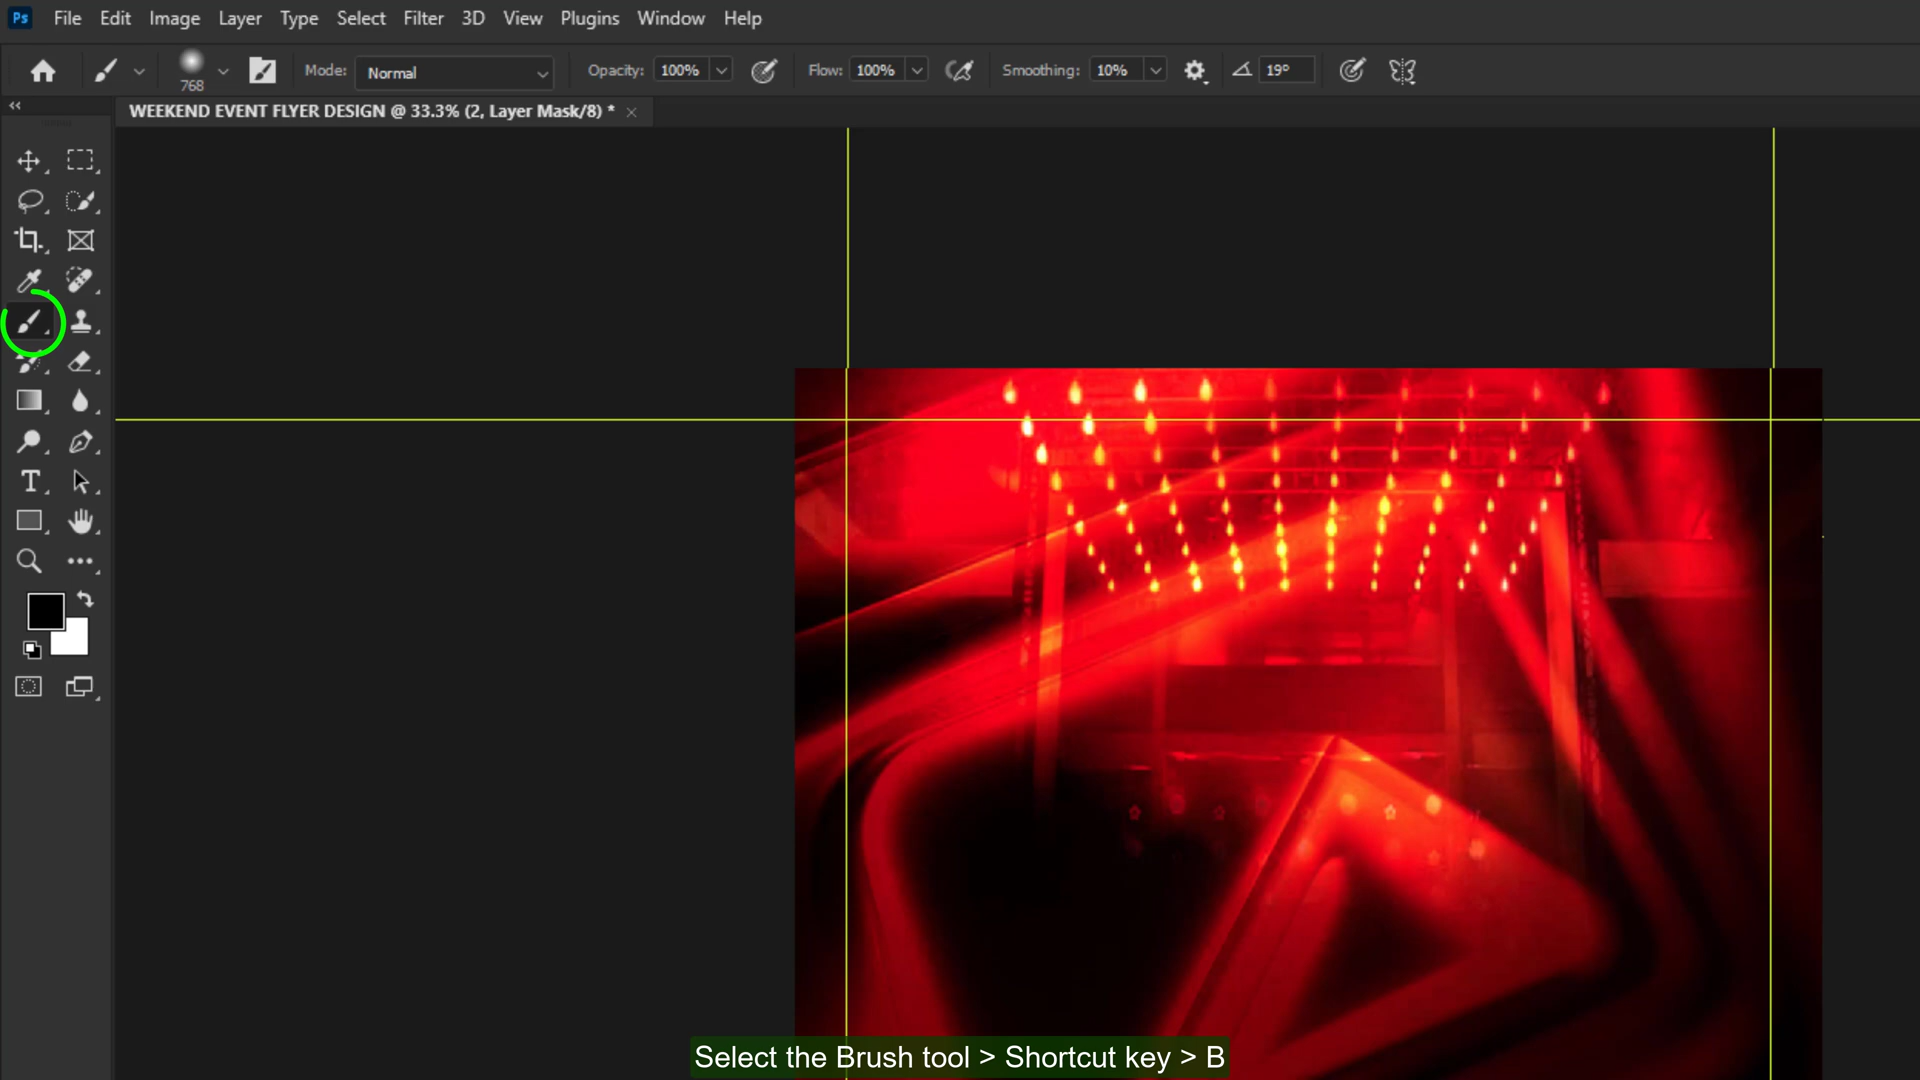 Ps File Edit Image Layer Type Select Filter 3D View Plugins Window Help
768 Mode: Normal Opacity: 100% Flow: 100% Smoothing: 10% 19°
WEEKEND EVENT FLYER DESIGN @ 33.3% (2, Layer Mask/8) *
T
Select the Brush tool > Shortcut key > B